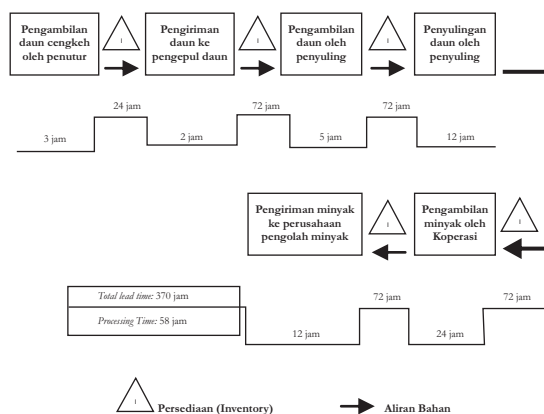 Pengambilan
daun cengkeh
oleh penutur
I
Pengiriman
daun ke
pengepul daun
I
Pengambilan
daun oleh
penyuling
I
Penyulingan
daun oleh
penyuling
24 jam
72 jam
72 jam
3 jam
2 jam
5 jam
12 jam
Pengiriman minyak
ke perusahaan
pengolah minyak
I
Pengambilan
minyak oleh
Koperasi
I
Total lead time: 370 jam
Processing Time: 58 jam
72 jam
72 jam
12 jam
24 jam
I
Persediaan (Inventory)
Aliran Bahan